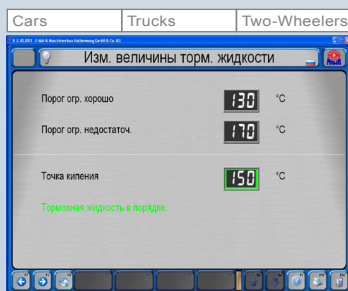 Cars Trucks Two-Wheelers
Изм. величины торм. жидкости
Порог огр. хорошо 130 °C
Порог огр. недостаточ. 170 °C
Точка кипения 150 °C
Тормозная жидкость в порядке.